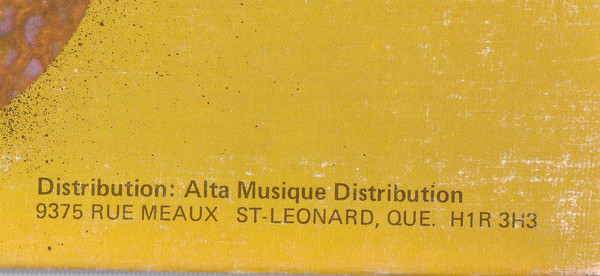 Distribution: Alta Musique Distribution
9375 RUE MEAUX ST-LEONARD, QUE. H1R 3H3